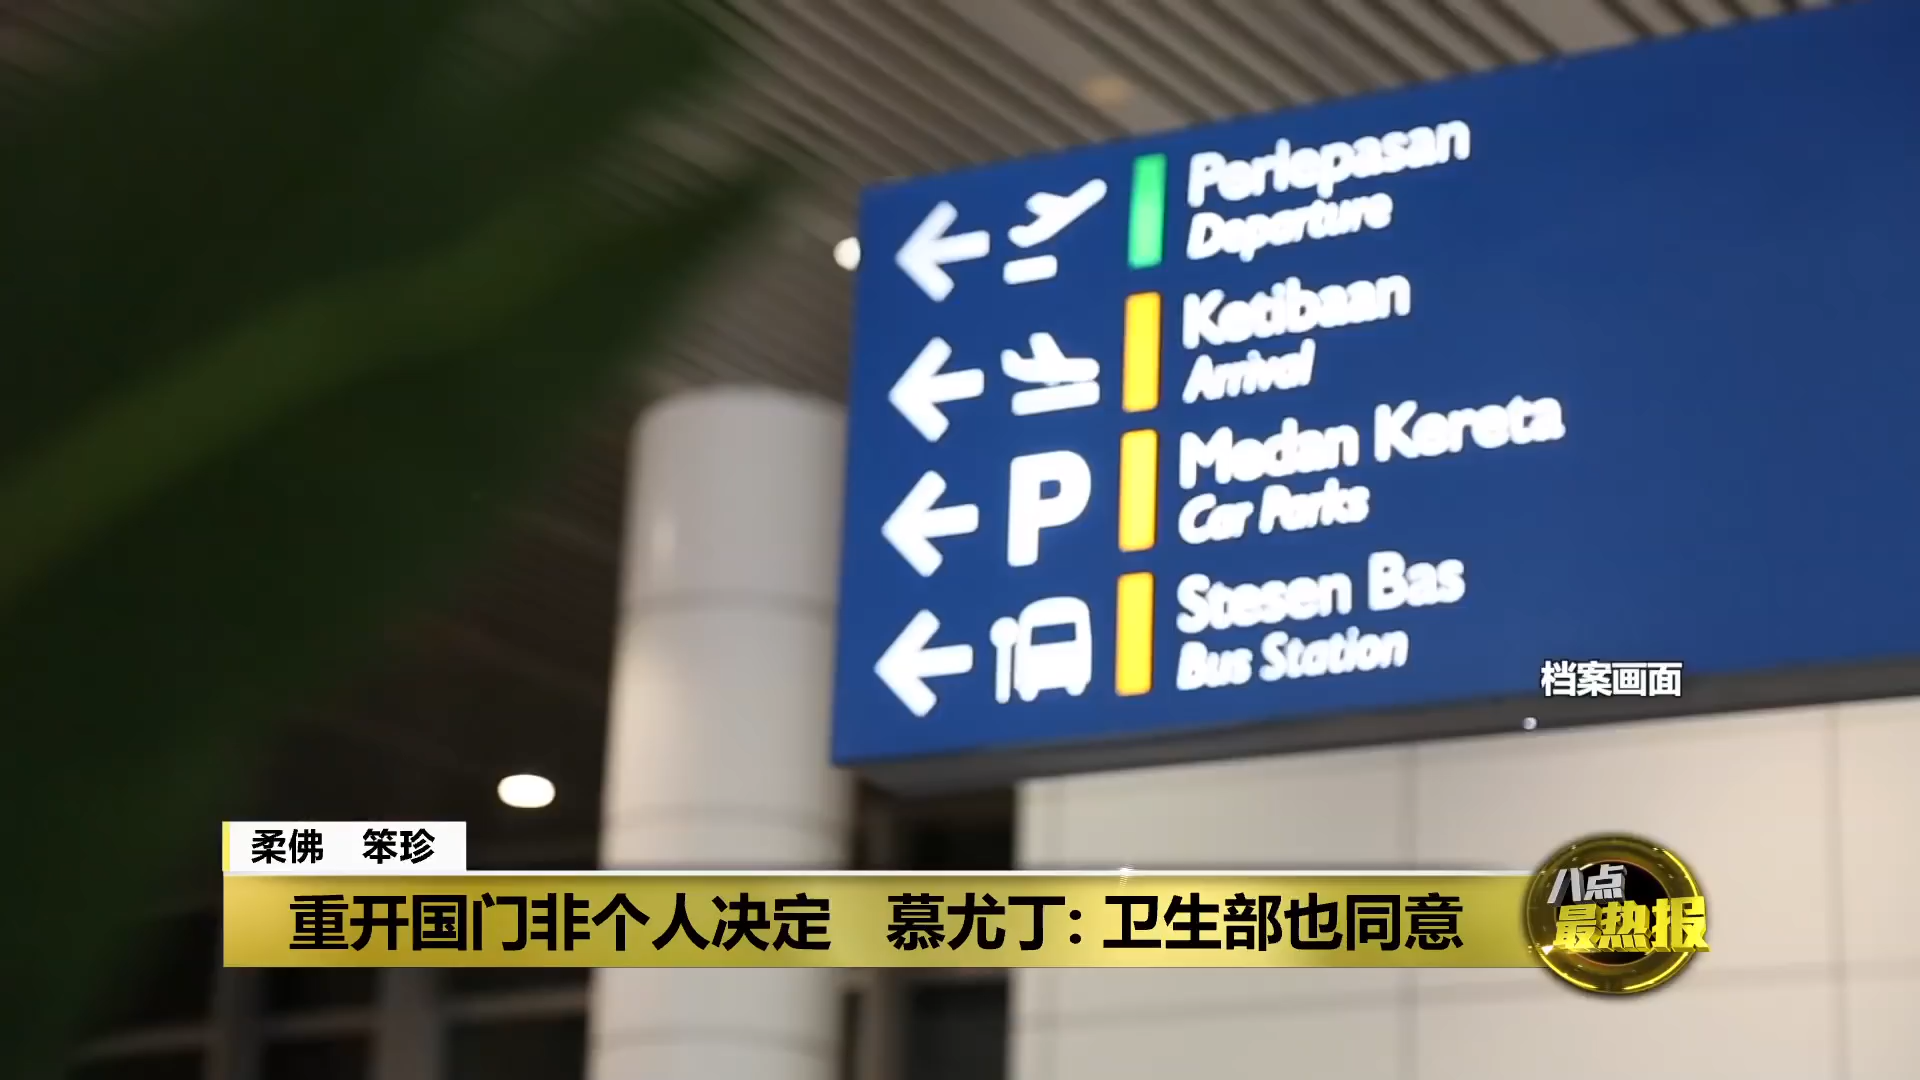 Perlepasan
Departure
Ketibaan
Arrival
P
Medan Kereta
Car Parks
Stesen Bas
Bus Station
档案画面
柔佛 笨珍
重开国门非个人决定 慕尤丁：卫生部也同意
八点
最热报